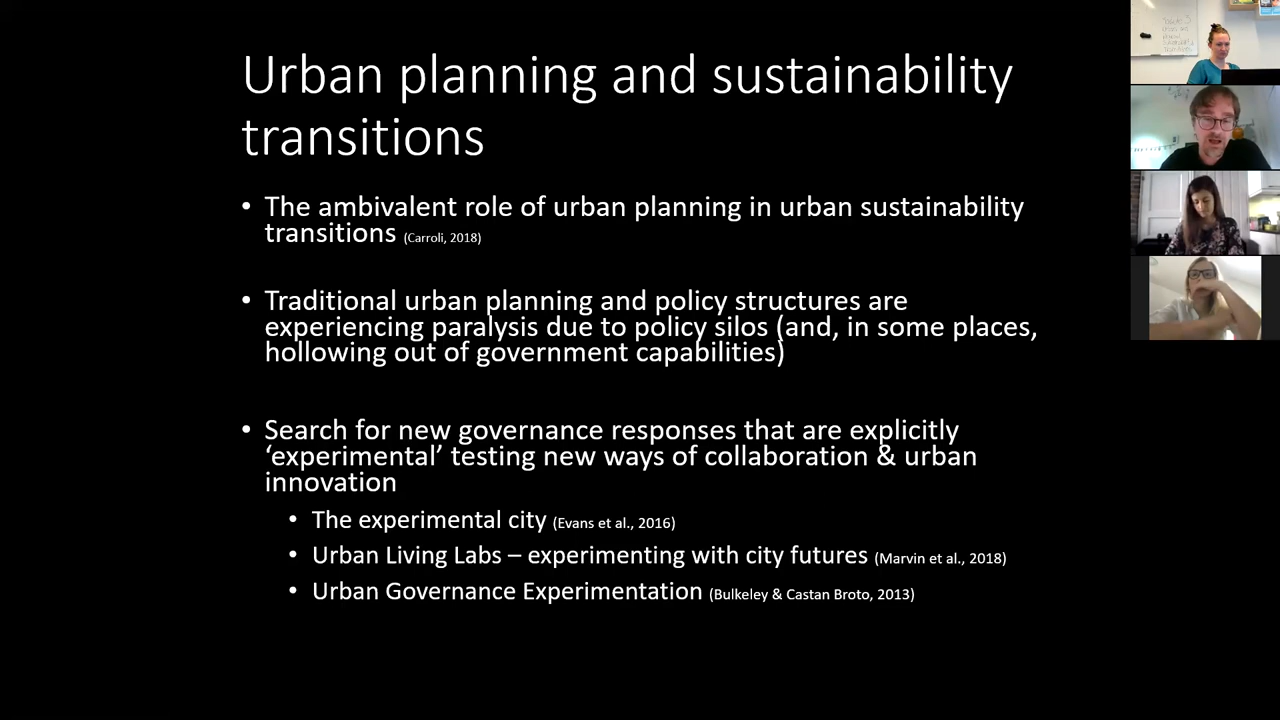 Urban planning and sustainability
transitions
• The ambivalent role of urban planning in urban sustainability
transitions (Carroli, 2018)
• Traditional urban planning and policy structures are
experiencing paralysis due to policy silos (and, in some places,
hollowing out of government capabilities)
• Search for new governance responses that are explicitly
‘experimental’ testing new ways of collaboration & urban
innovation
• The experimental city (Evans et al., 2016)
• Urban Living Labs – experimenting with city futures (Marvin et al., 2018)
• Urban Governance Experimentation (Bulkeley & Castan Broto, 2013)